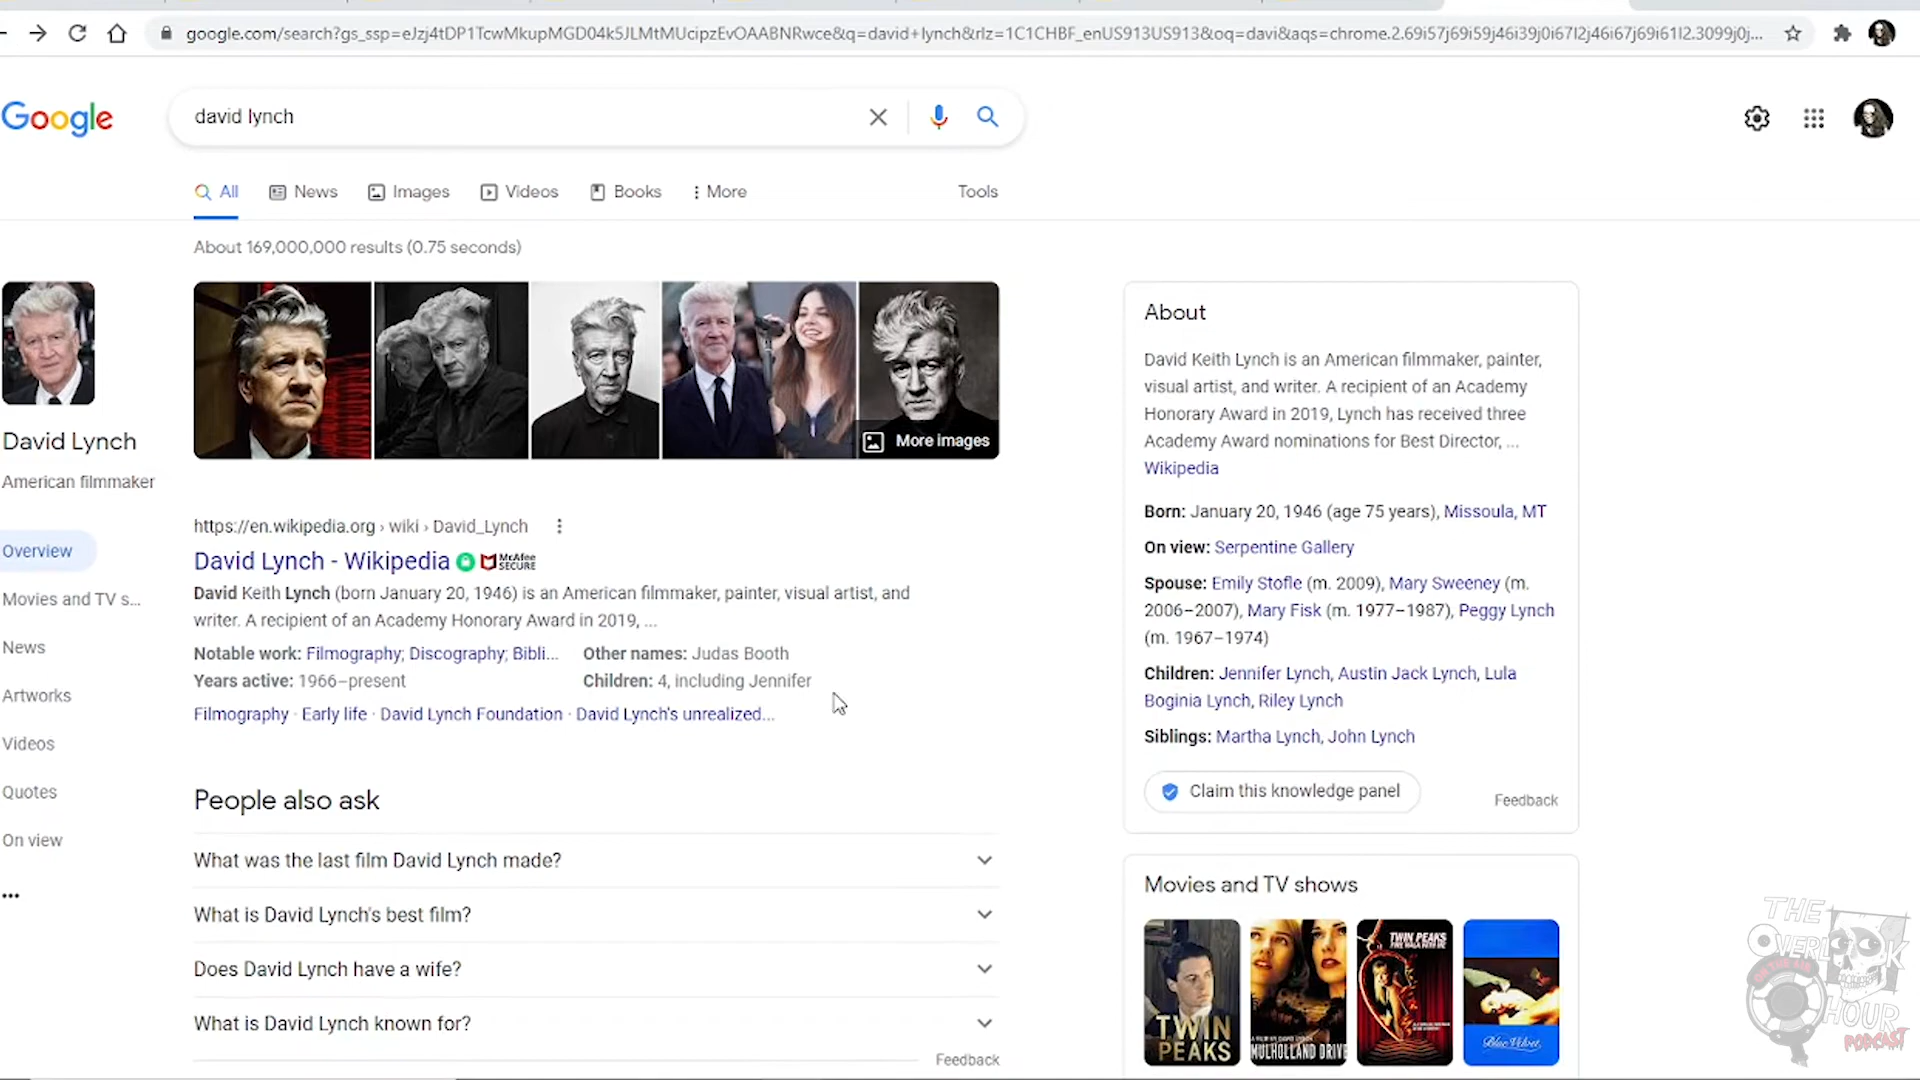 google.com/search?gs_ssp=eJzj4tDP1TcwMkupMGD04k5JLMtMUcipzEvOAABNRwce&q=david+lynch&rlz=1C1CHBF_enUS913US913&oq=davi&aqs=chrome.2.69i57j69i59j46i39j0i67l2j46i67j69i61l2.3099j0j...
Google
david lynch
All News Images Videos Books More Tools
About 169,000,000 results (0.75 seconds)
More images
David Lynch
American filmmaker
Overview
Movies and TV s...
News
Artworks
Videos
Quotes
On view
https://en.wikipedia.org › wiki › David_Lynch
David Lynch - Wikipedia McAfee SECURE
David Keith Lynch (born January 20, 1946) is an American filmmaker, painter, visual artist, and
writer. A recipient of an Academy Honorary Award in 2019, ...
Notable work: Filmography; Discography; Bibli... Other names: Judas Booth
Years active: 1966–present Children: 4, including Jennifer
Filmography · Early life · David Lynch Foundation · David Lynch's unrealized...
People also ask
What was the last film David Lynch made?
What is David Lynch's best film?
Does David Lynch have a wife?
What is David Lynch known for?
Feedback
About
David Keith Lynch is an American filmmaker, painter,
visual artist, and writer. A recipient of an Academy
Honorary Award in 2019, Lynch has received three
Academy Award nominations for Best Director, ...
Wikipedia
Born: January 20, 1946 (age 75 years), Missoula, MT
On view: Serpentine Gallery
Spouse: Emily Stofle (m. 2009), Mary Sweeney (m.
2006–2007), Mary Fisk (m. 1977–1987), Peggy Lynch
(m. 1967–1974)
Children: Jennifer Lynch, Austin Jack Lynch, Lula
Boginia Lynch, Riley Lynch
Siblings: Martha Lynch, John Lynch
Claim this knowledge panel
Feedback
Movies and TV shows
TWIN
PEAKS
MULHOLLAND DRIVE
TWIN PEAKS
Blue Velvet
THE
OVERLOOK
ON THE AIR
HOUR
PODCAST